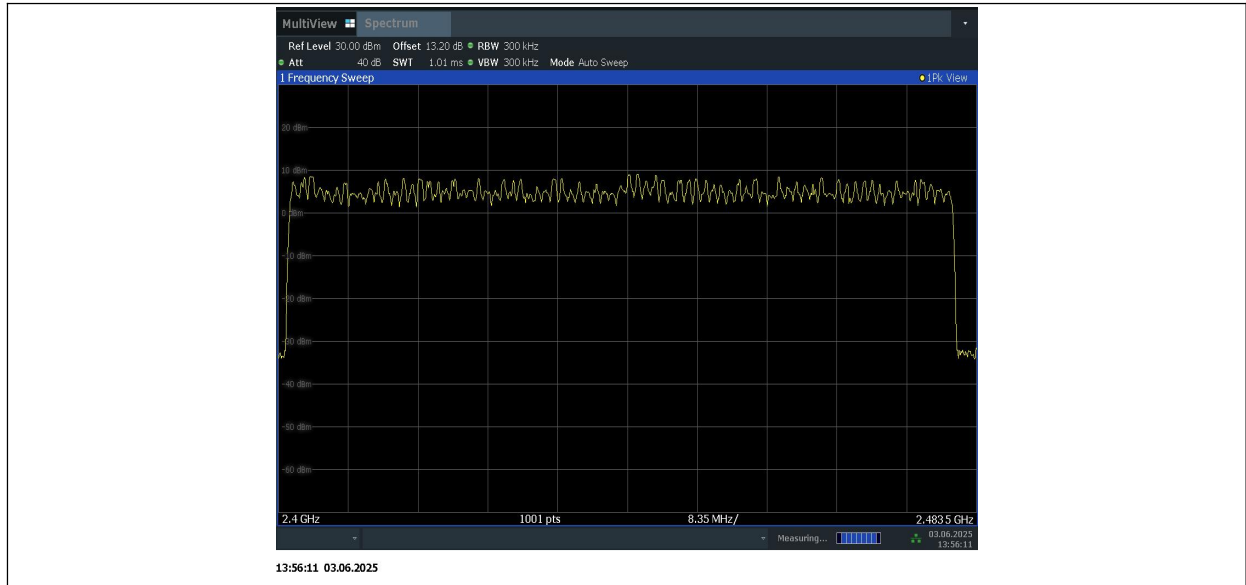 MultiView Spectrum
Ref Level 30.00 dBm Offset 13.20 dB RBW 300 kHz
Att 40 dB SWT 1.01 ms VBW 300 kHz Mode Auto Sweep
1 Frequency Sweep 1Pk View
20 dBm
10 dBm
0 dBm
-10 dBm
-20 dBm
-30 dBm
-40 dBm
-50 dBm
-60 dBm
2.4 GHz 1001 pts 8.35 MHz/ 2.4835 GHz
Measuring... 03.06.2025
13:56:11
13:56:11 03.06.2025